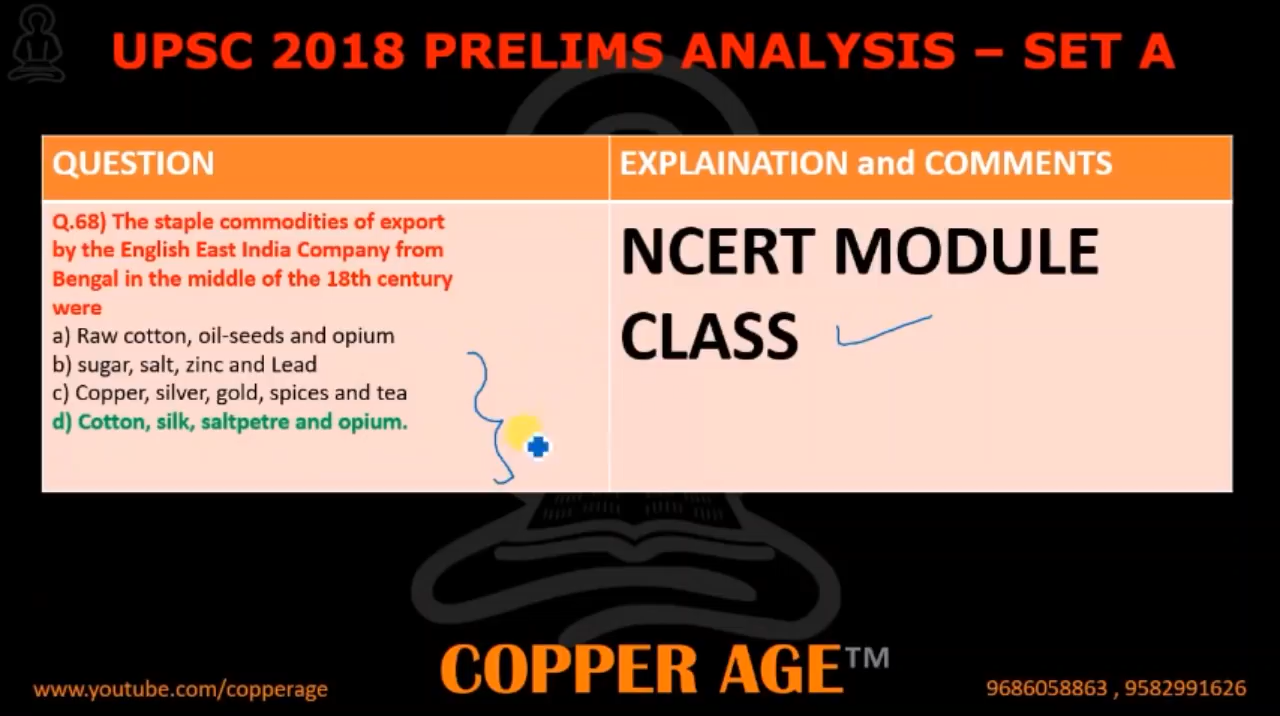 UPSC 2018 PRELIMS ANALYSIS – SET A
QUESTION
EXPLAINATION and COMMENTS
Q.68) The staple commodities of export
by the English East India Company from
Bengal in the middle of the 18th century
were
a) Raw cotton, oil-seeds and opium
b) sugar, salt, zinc and Lead
c) Copper, silver, gold, spices and tea
d) Cotton, silk, saltpetre and opium.
NCERT MODULE
CLASS
COPPER AGE™
www.youtube.com/copperage
9686058863 , 9582991626